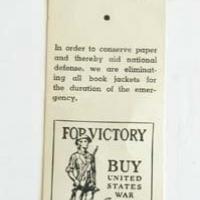 In order to conserve paper
and thereby aid national
defense, we are eliminat-
ing all book jackets for
the duration of the emer-
gency.
FOR VICTORY
BUY
UNITED
STATES
WAR